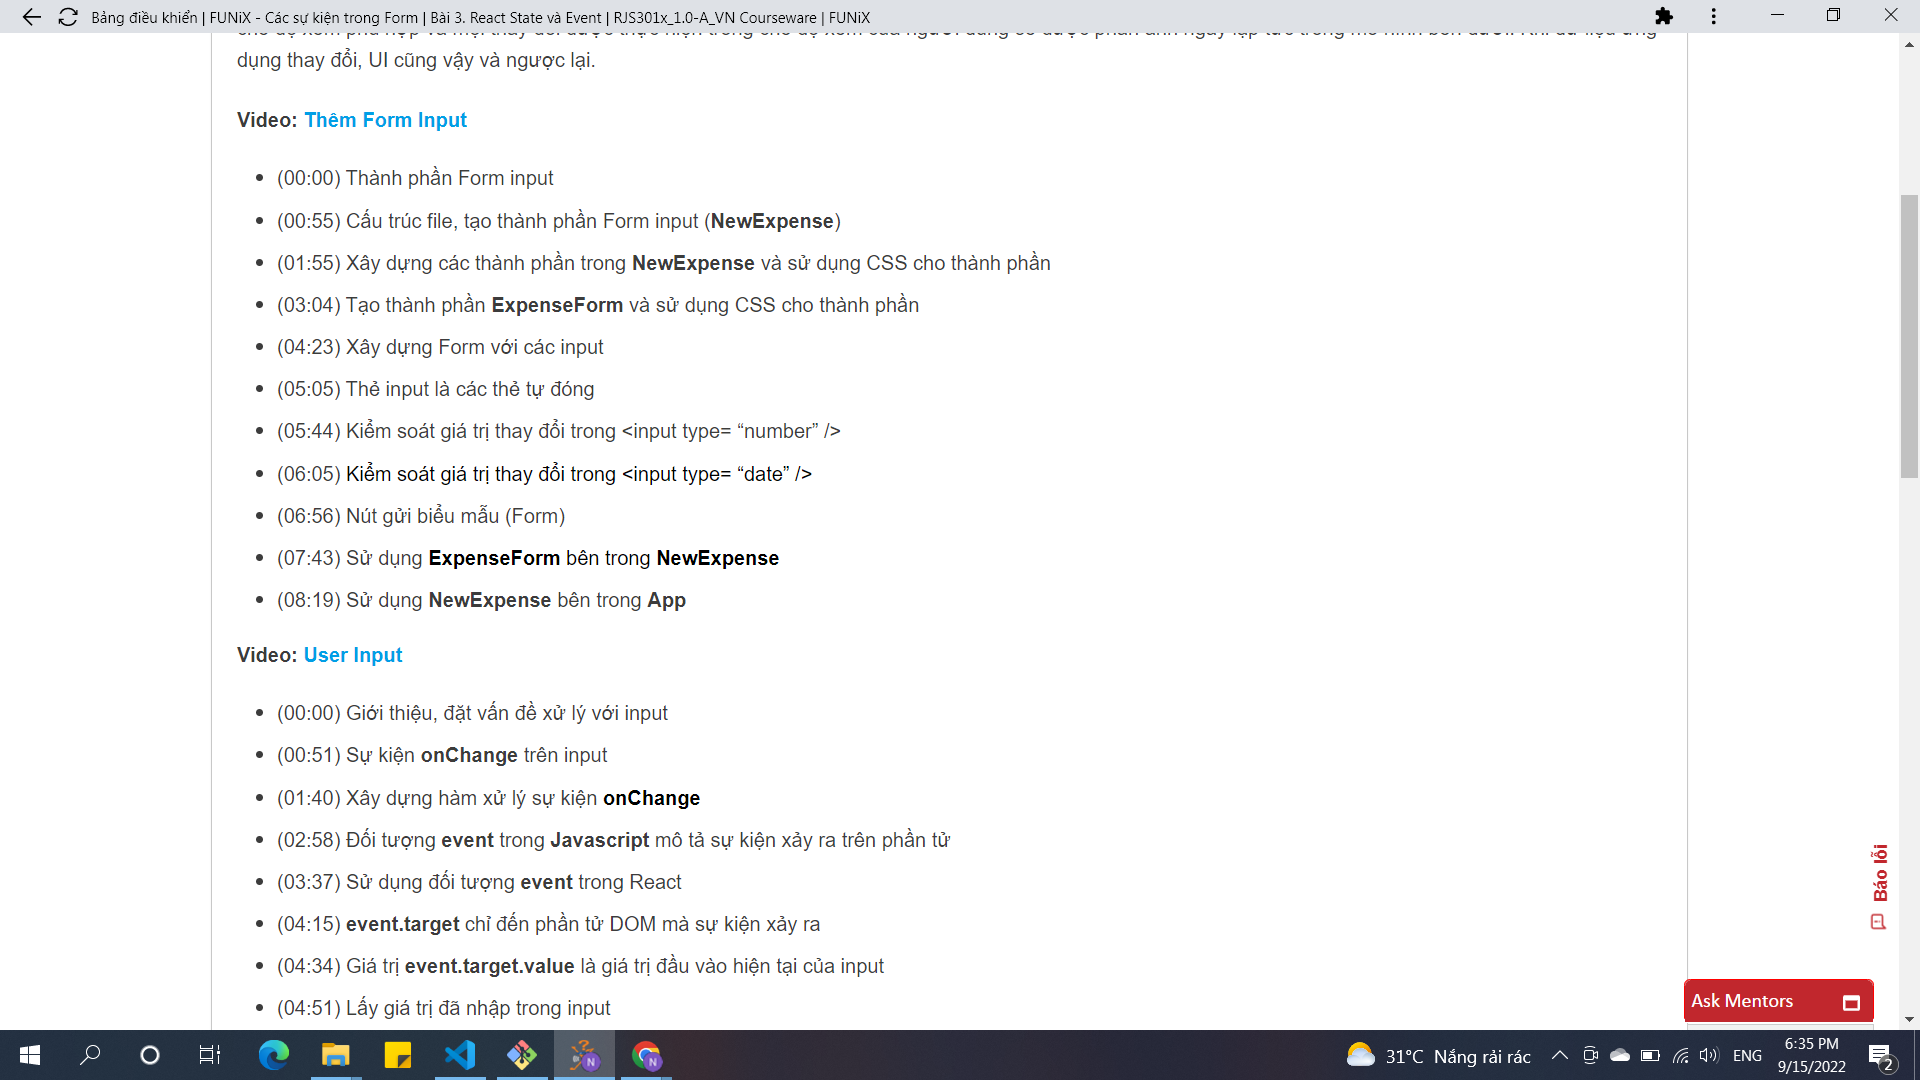 Bảng điều khiển | FUNiX - Các sự kiện trong Form | Bài 3. React State và Event | RJS301x_1.0-A_VN Courseware | FUNiX
dụng thay đổi, UI cũng vậy và ngược lại.
Video: Thêm Form Input
(00:00) Thành phần Form input
(00:55) Cấu trúc file, tạo thành phần Form input (NewExpense)
(01:55) Xây dựng các thành phần trong NewExpense và sử dụng CSS cho thành phần
(03:04) Tạo thành phần ExpenseForm và sử dụng CSS cho thành phần
(04:23) Xây dựng Form với các input
(05:05) Thẻ input là các thẻ tự đóng
(05:44) Kiểm soát giá trị thay đổi trong <input type= “number” />
(06:05) Kiểm soát giá trị thay đổi trong <input type= “date” />
(06:56) Nút gửi biểu mẫu (Form)
(07:43) Sử dụng ExpenseForm bên trong NewExpense
(08:19) Sử dụng NewExpense bên trong App
Video: User Input
(00:00) Giới thiệu, đặt vấn đề xử lý với input
(00:51) Sự kiện onChange trên input
(01:40) Xây dựng hàm xử lý sự kiện onChange
(02:58) Đối tượng event trong Javascript mô tả sự kiện xảy ra trên phần tử
(03:37) Sử dụng đối tượng event trong React
(04:15) event.target chỉ đến phần tử DOM mà sự kiện xảy ra
(04:34) Giá trị event.target.value là giá trị đầu vào hiện tại của input
(04:51) Lấy giá trị đã nhập trong input
Báo lỗi
Ask Mentors
N
N
31°C Nắng rải rác
ENG
6:35 PM
9/15/2022
2